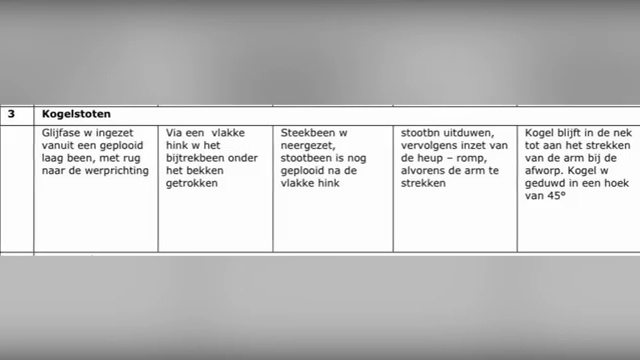 3 Kogelstoten
Glijfase w ingezet
vanuit een geplooid
laag been, met rug
naar de werprichting
Via een vlakke
hink w het
bijtrekbeen onder
het bekken
getrokken
Steekbeen w
neergezet,
stootbeen is nog
geplooid na de
vlakke hink
stootbn uitduwen,
vervolgens inzet van
de heup – romp,
alvorens de arm te
strekken
Kogel blijft in de nek
tot aan het strekken
van de arm bij de
afworp. Kogel w
geduwd in een hoek
van 45°